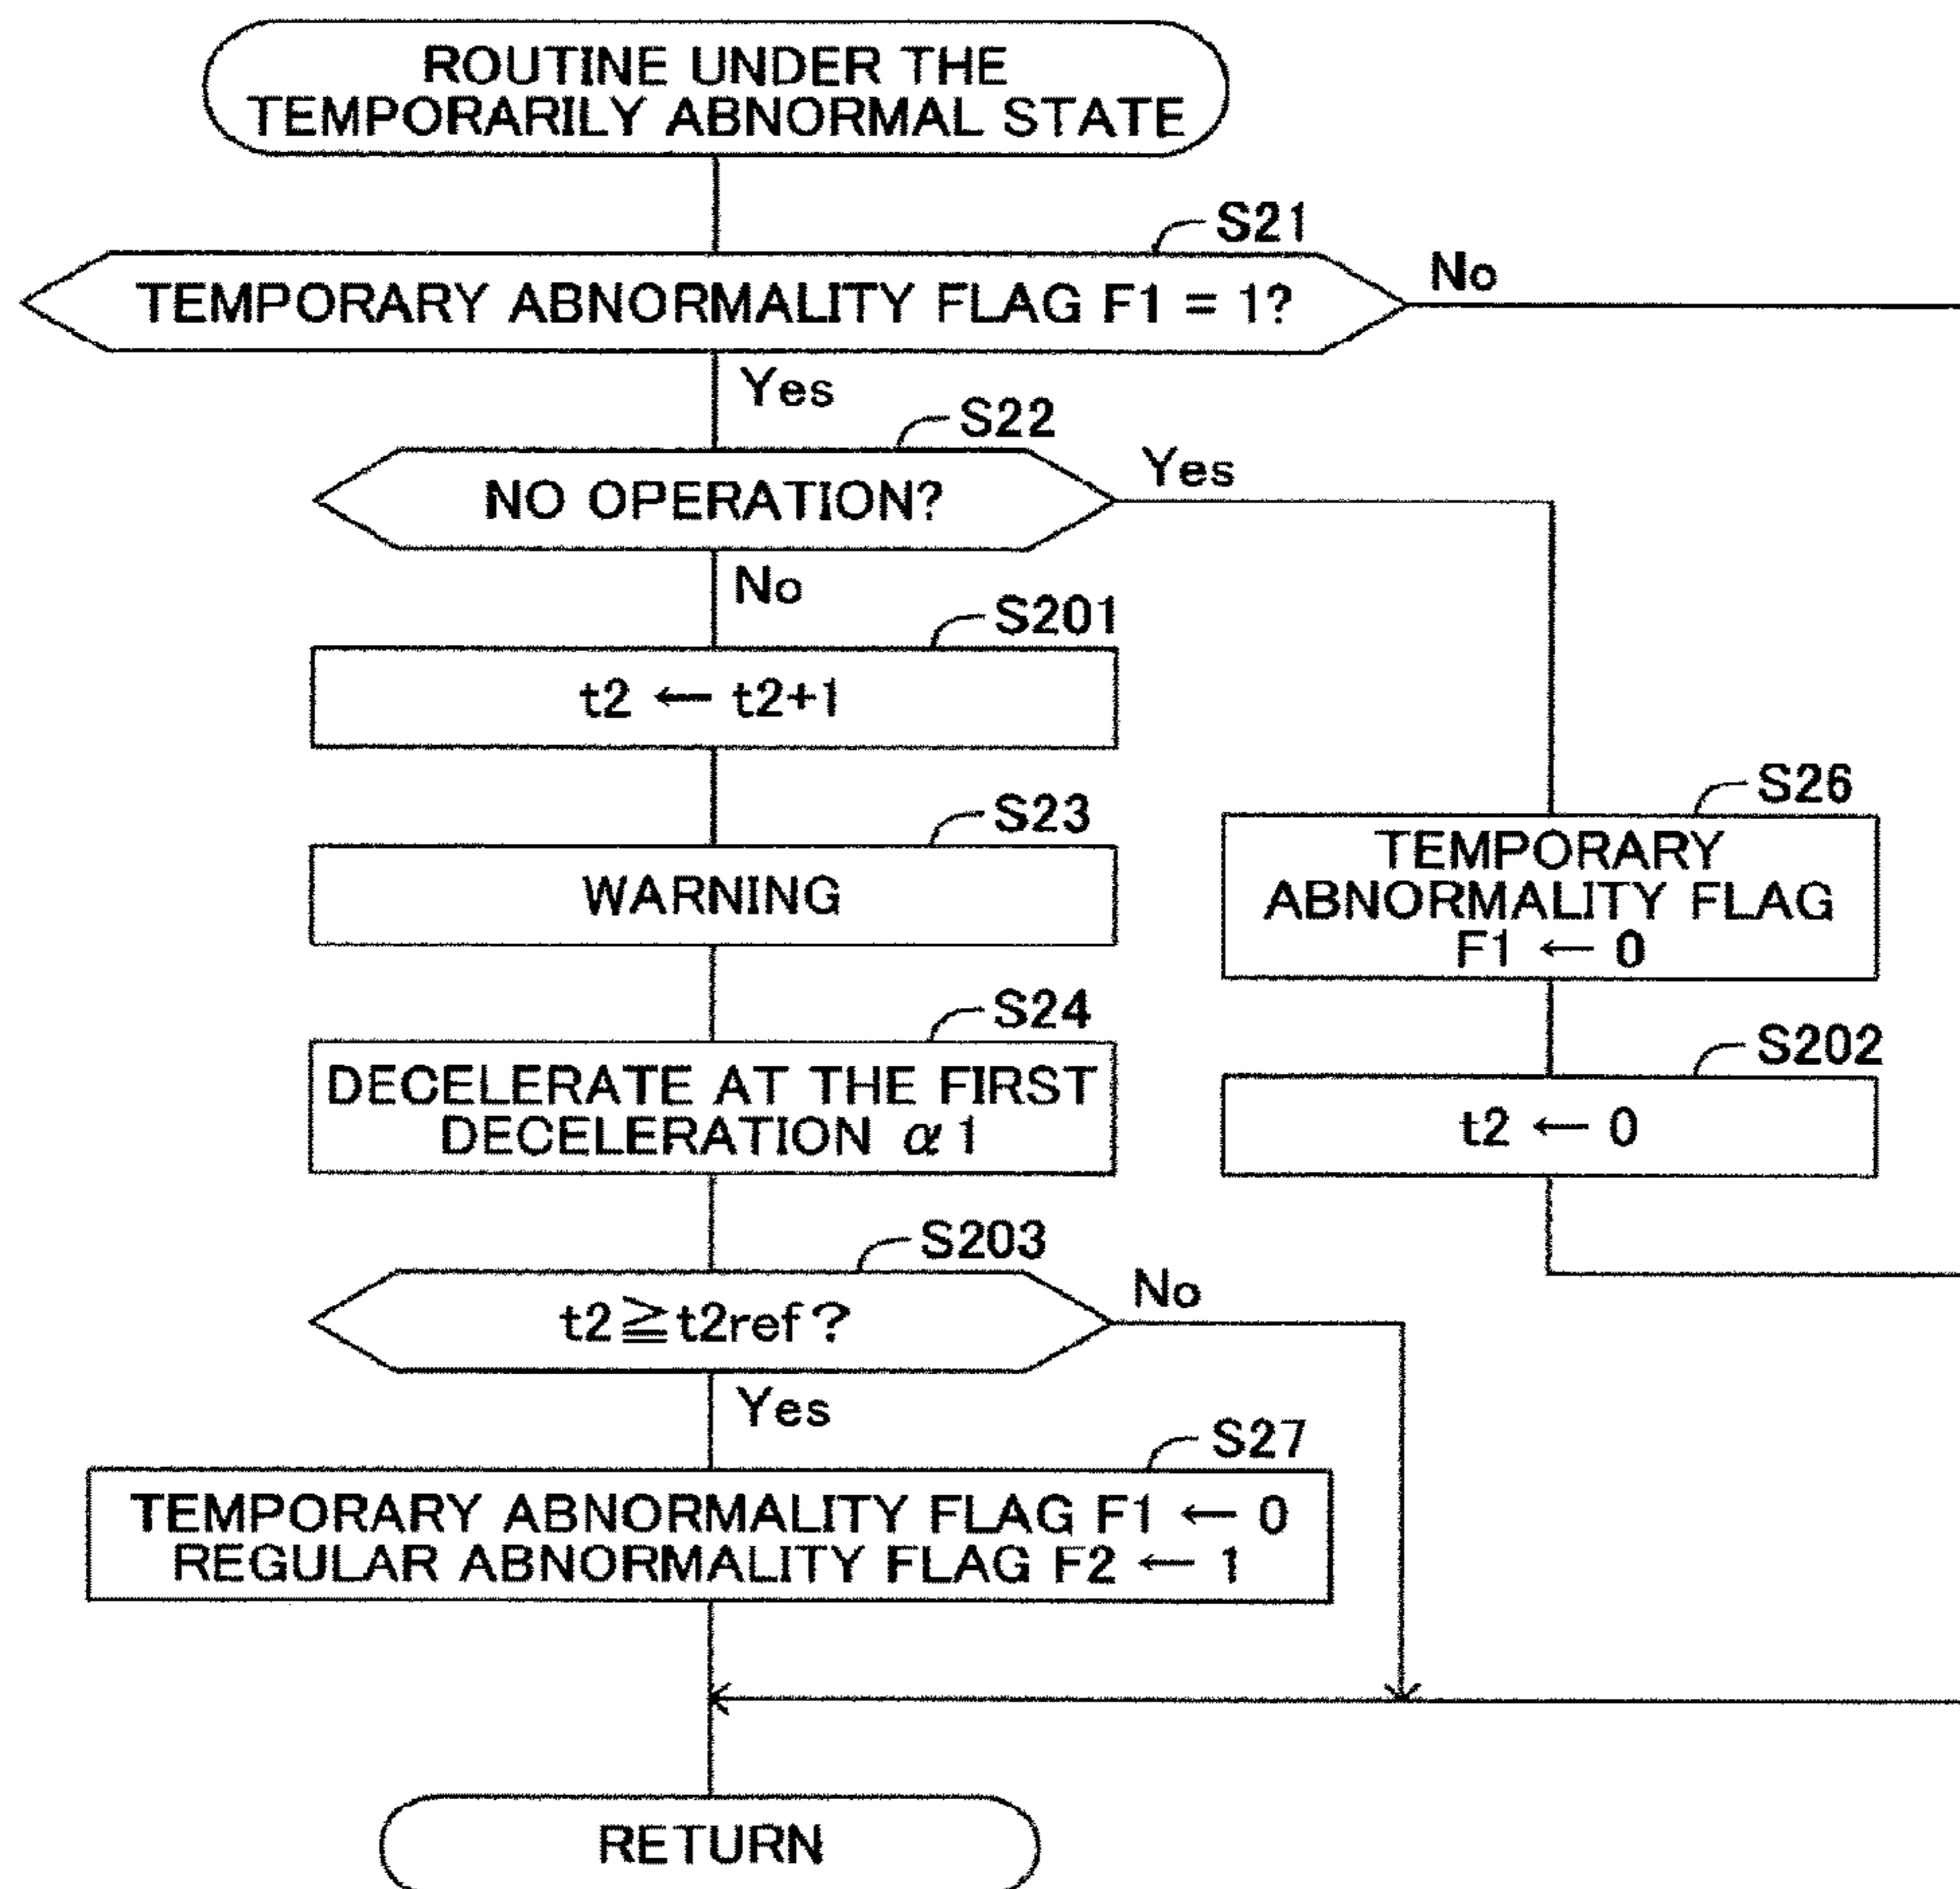 ROUTINE UNDER THE
TEMPORARILY ABNORMAL STATE
S21
TEMPORARY ABNORMALITY FLAG F1 = 1?
No
Yes
S22
NO OPERATION?
Yes
No
S201
t2 ← t2+1
S23
WARNING
S26
TEMPORARY
ABNORMALITY FLAG
F1 ← 0
S24
DECELERATE AT THE FIRST
DECELERATION α1
S202
t2 ← 0
S203
t2≧t2ref?
No
Yes
S27
TEMPORARY ABNORMALITY FLAG F1 ← 0
REGULAR ABNORMALITY FLAG F2 ← 1
RETURN